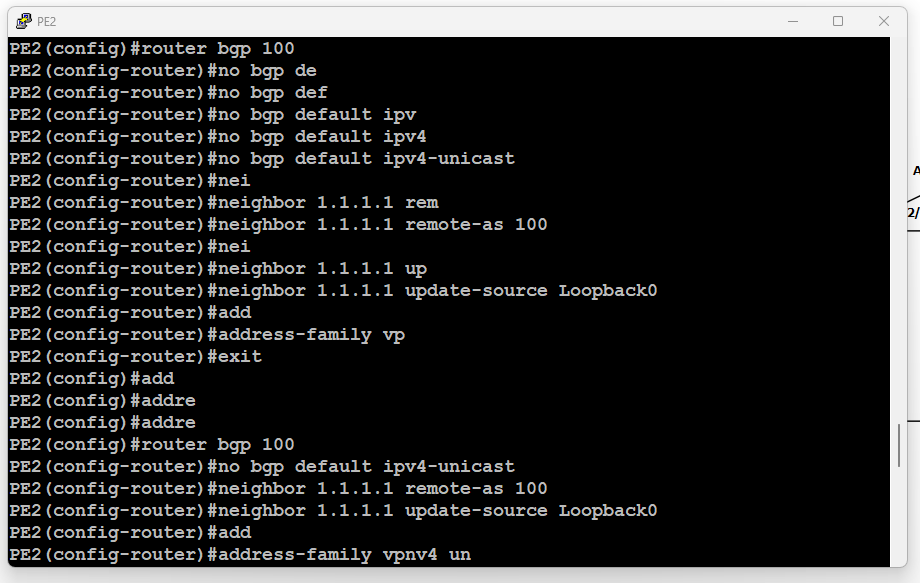 PE2
PE2(config)#router bgp 100
PE2(config-router)#no bgp de
PE2(config-router)#no bgp def
PE2(config-router)#no bgp default ipv
PE2(config-router)#no bgp default ipv4
PE2(config-router)#no bgp default ipv4-unicast
PE2(config-router)#nei
PE2(config-router)#neighbor 1.1.1.1 rem
PE2(config-router)#neighbor 1.1.1.1 remote-as 100
PE2(config-router)#nei
PE2(config-router)#neighbor 1.1.1.1 up
PE2(config-router)#neighbor 1.1.1.1 update-source Loopback0
PE2(config-router)#add
PE2(config-router)#address-family vp
PE2(config-router)#exit
PE2(config)#add
PE2(config)#addre
PE2(config)#addre
PE2(config)#router bgp 100
PE2(config-router)#no bgp default ipv4-unicast
PE2(config-router)#neighbor 1.1.1.1 remote-as 100
PE2(config-router)#neighbor 1.1.1.1 update-source Loopback0
PE2(config-router)#add
PE2(config-router)#address-family vpnv4 un
2/